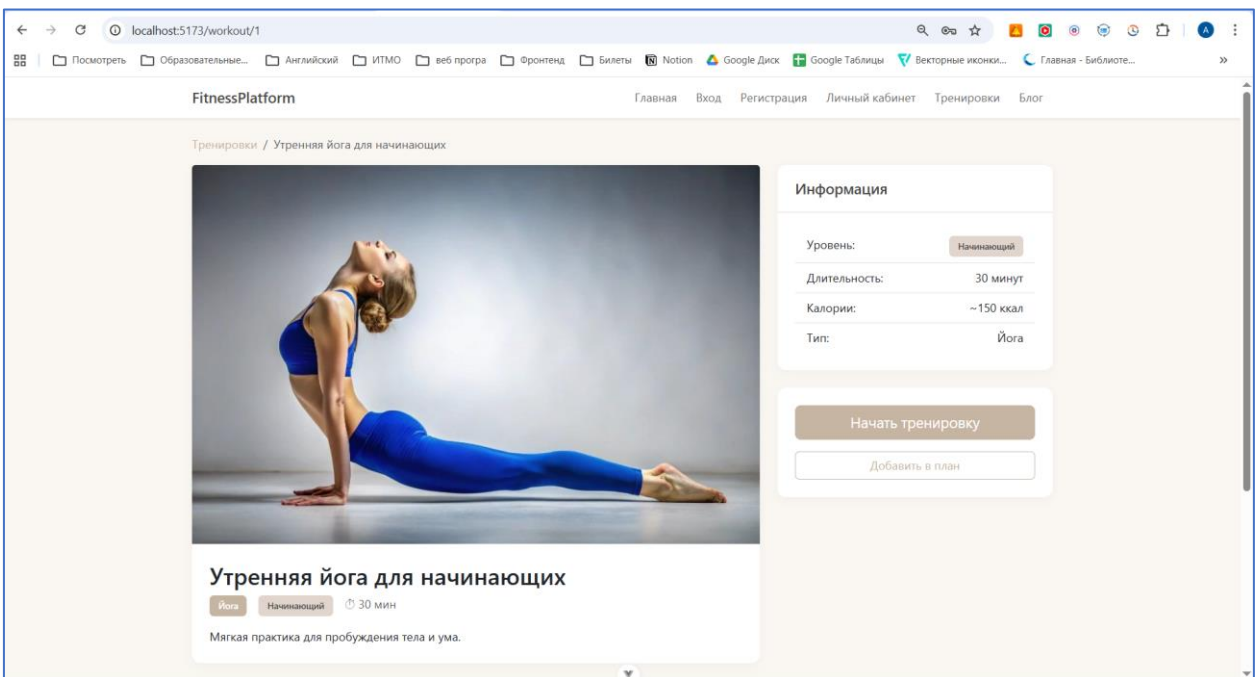 localhost:5173/workout/1
Посмотреть Образовательные... Английский ИТМО веб програ Фронтенд Билеты Notion Google Диск Google Таблицы Векторные иконки... Главная - Библиоте... »
FitnessPlatform Главная Вход Регистрация Личный кабинет Тренировки Блог
Тренировки / Утренняя йога для начинающих
Информация
Уровень: Начинающий
Длительность: 30 минут
Калории: ~150 ккал
Тип: Йога
Начать тренировку
Добавить в план
Утренняя йога для начинающих
Йога Начинающий 30 мин
Мягкая практика для пробуждения тела и ума.